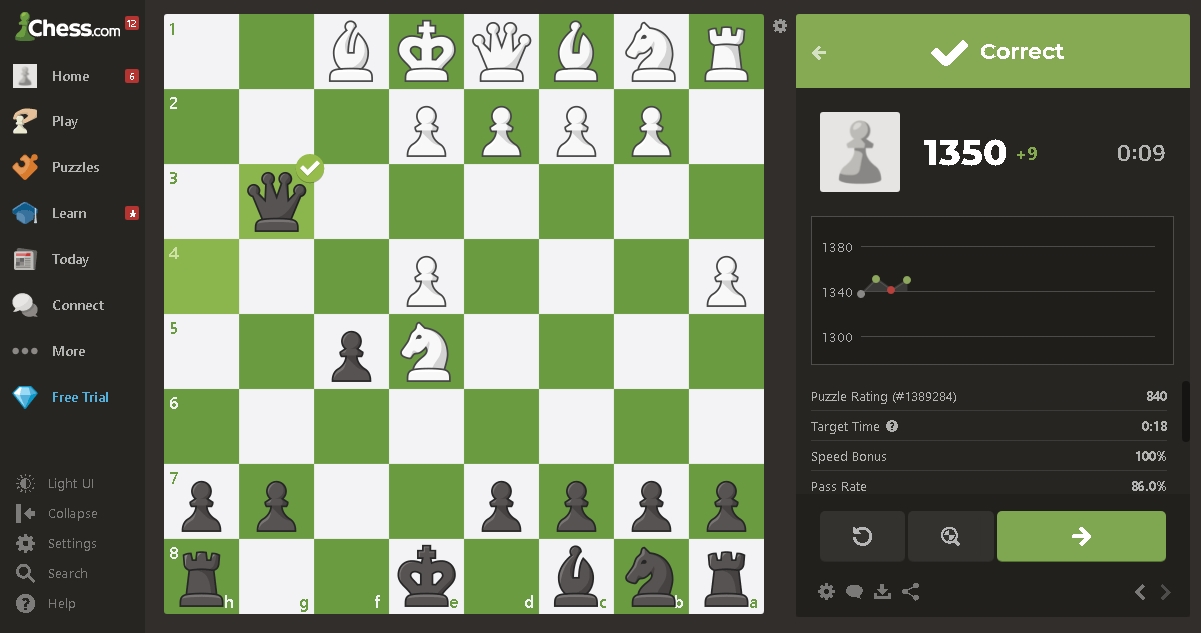 Chess.com 12
Home 6
Play
Puzzles
Learn
Today
Connect
More
Free Trial
Light UI
Collapse
Settings
Search
Help
1
2
3
4
5
6
7
8
h g f e d c b a
Correct
1350 +9 0:09
1380
1340
1300
Puzzle Rating (#1389284) 840
Target Time ? 0:18
Speed Bonus 100%
Pass Rate 86.0%